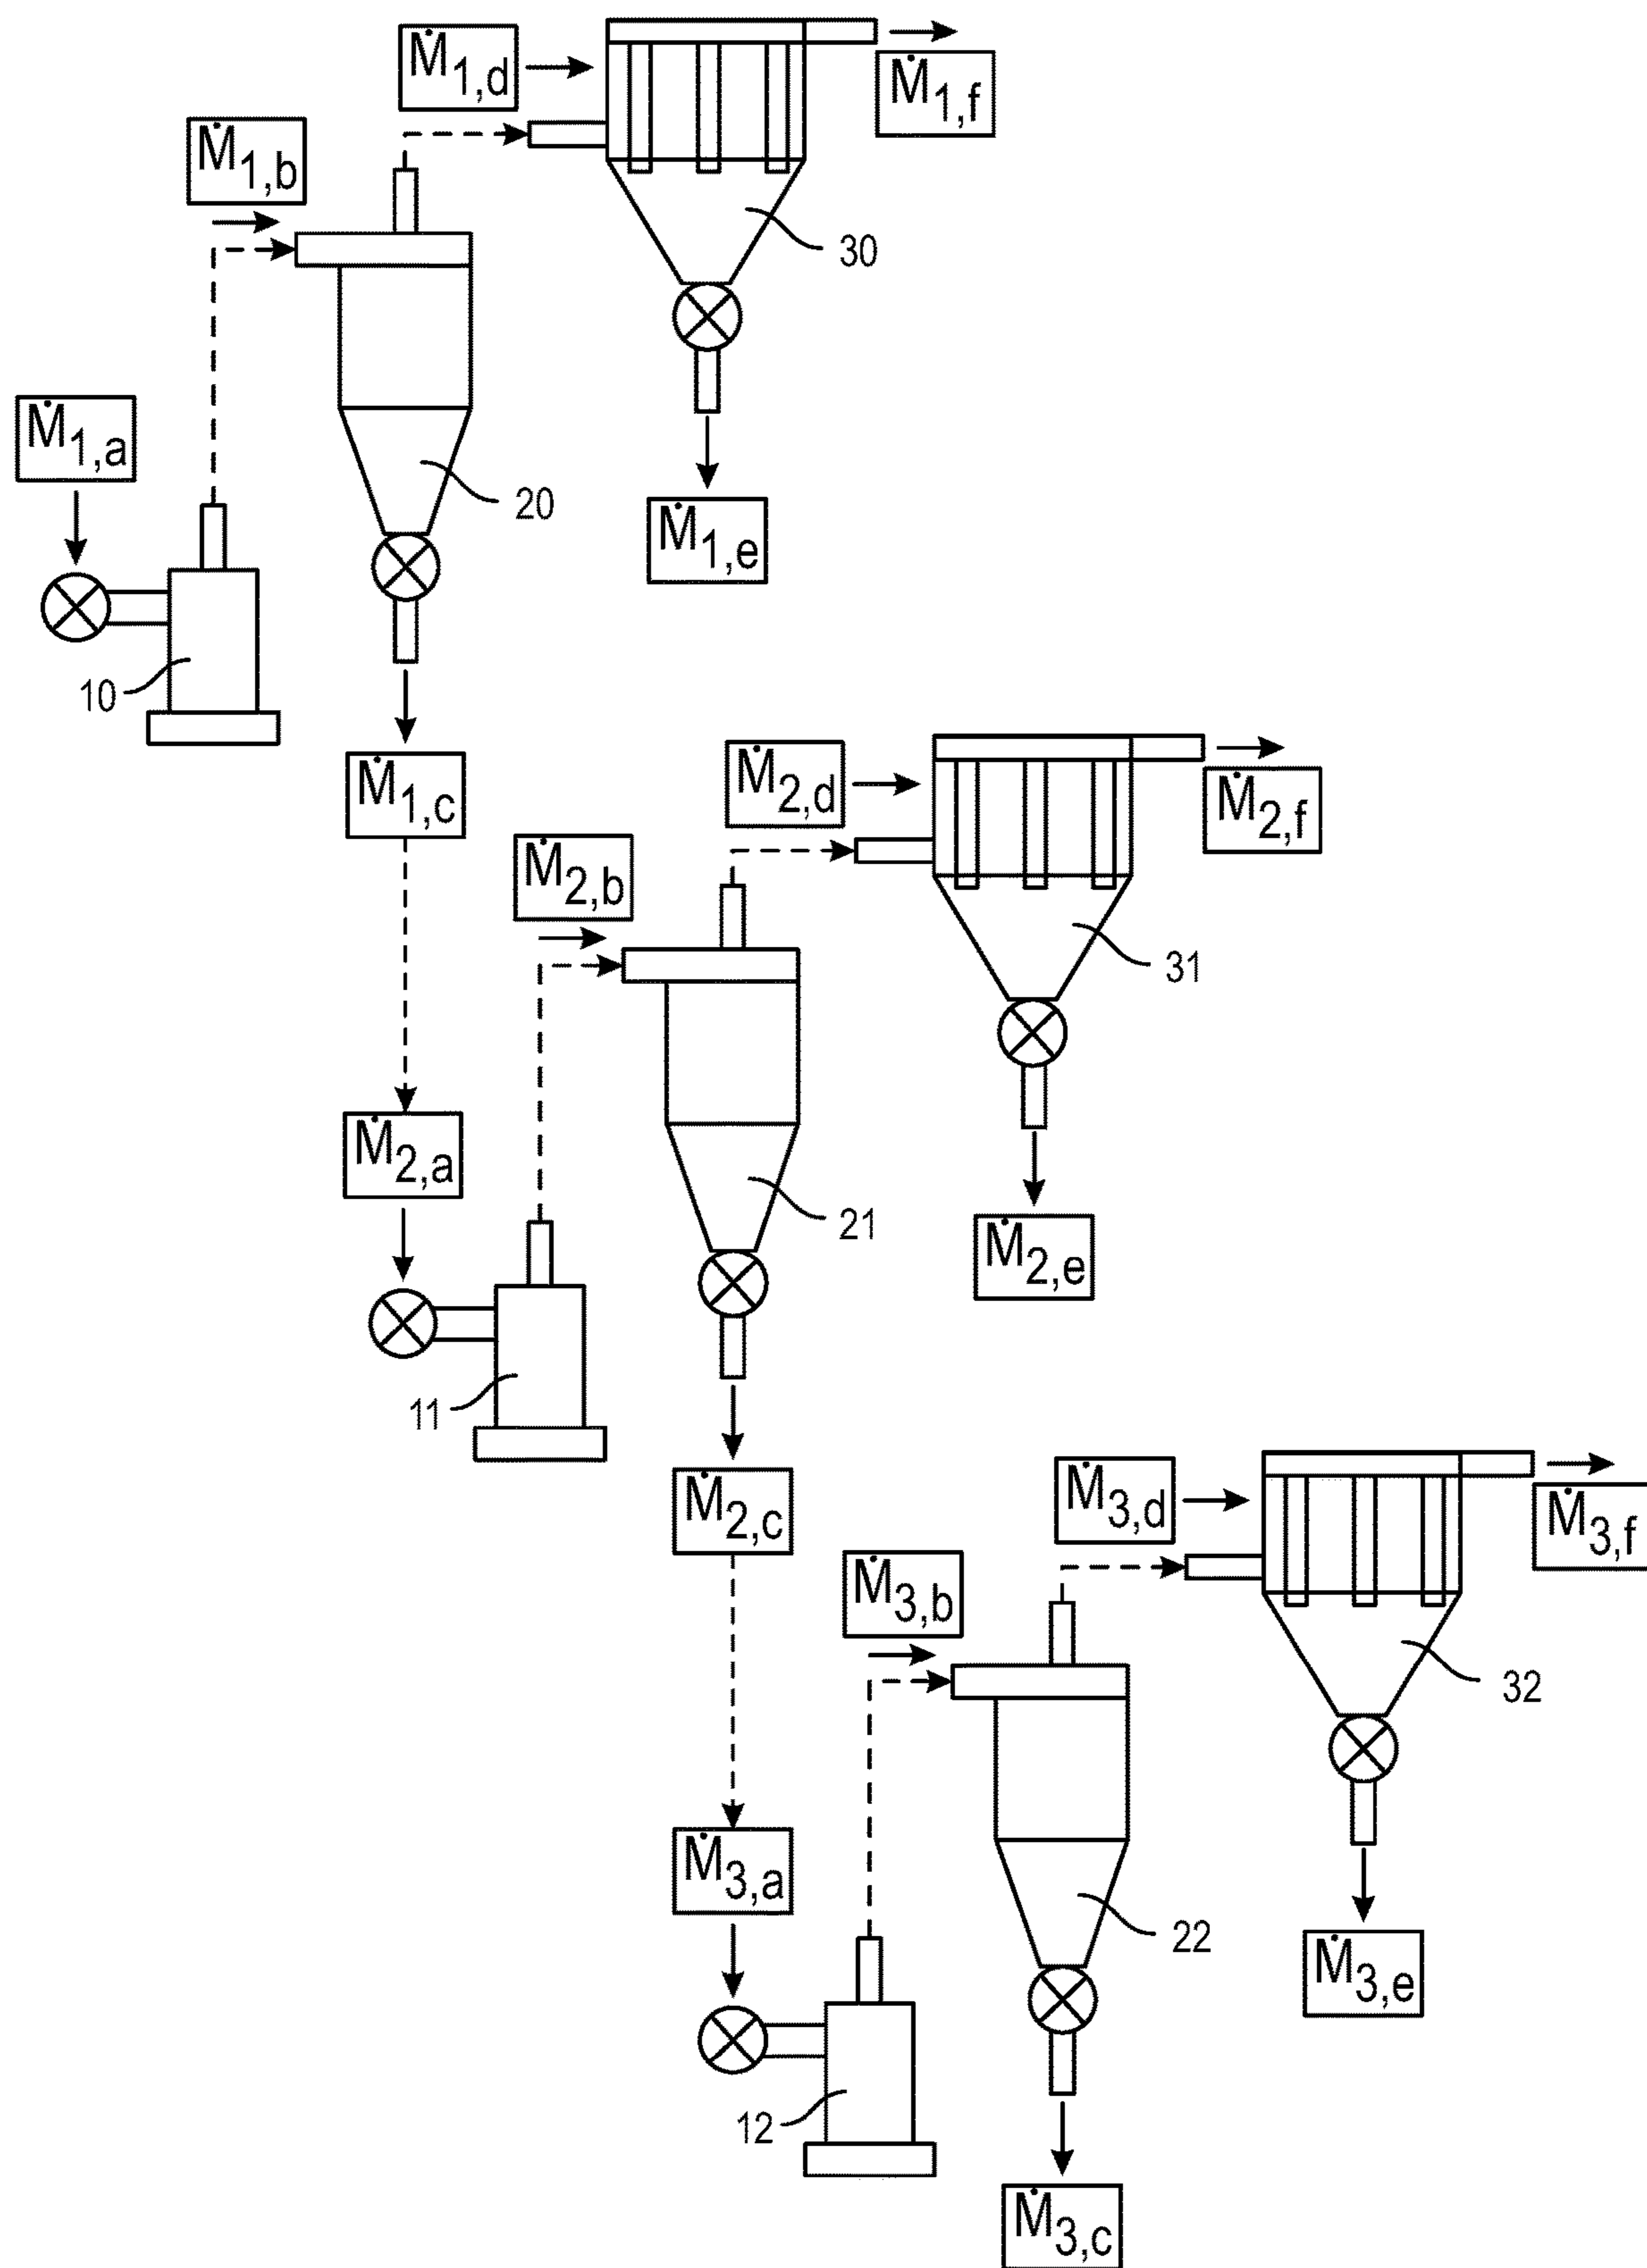 Ṁ1,d
Ṁ1,f
Ṁ1,b
30
Ṁ1,a
20
Ṁ1,e
10
Ṁ1,c
Ṁ2,d
Ṁ2,f
Ṁ2,b
31
Ṁ2,a
21
Ṁ2,e
11
Ṁ2,c
Ṁ3,d
Ṁ3,f
Ṁ3,b
32
Ṁ3,a
22
Ṁ3,e
12
Ṁ3,c